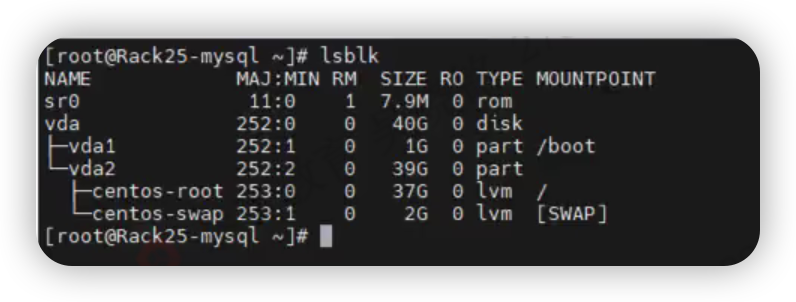 [root@Rack25-mysql ~]# lsblk
NAME            MAJ:MIN RM  SIZE RO TYPE MOUNTPOINT
sr0              11:0    1  7.9M  0 rom
vda             252:0    0   40G  0 disk
├─vda1          252:1    0    1G  0 part /boot
└─vda2          252:2    0   39G  0 part
  ├─centos-root 253:0    0   37G  0 lvm  /
  └─centos-swap 253:1    0    2G  0 lvm  [SWAP]
[root@Rack25-mysql ~]#